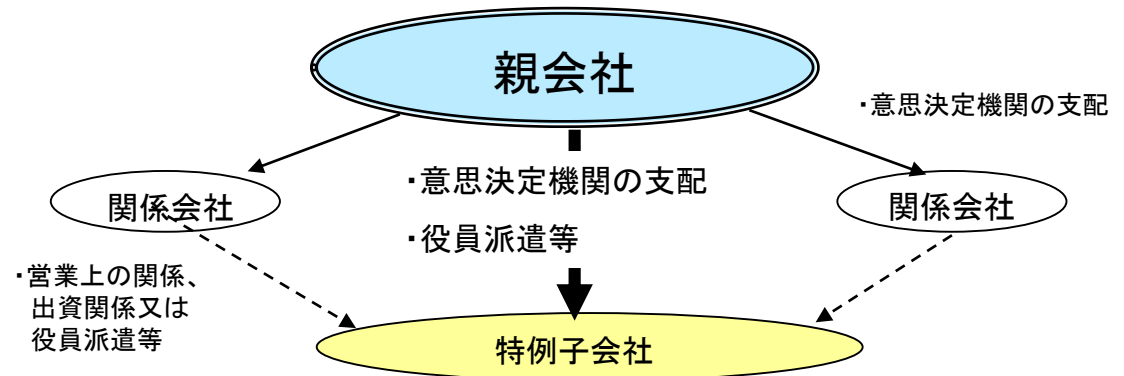 親会社
・意思決定機関の支配
・意思決定機関の支配
・役員派遣等
関係会社
関係会社
・営業上の関係、
出資関係又は
役員派遣等
特例子会社